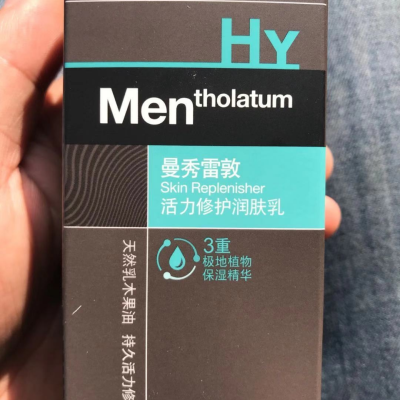 HY
Mentholatum
曼秀雷敦
Skin Replenisher
活力修护润肤乳
3重
极地植物
保湿精华
天然乳木果油 持久活力修